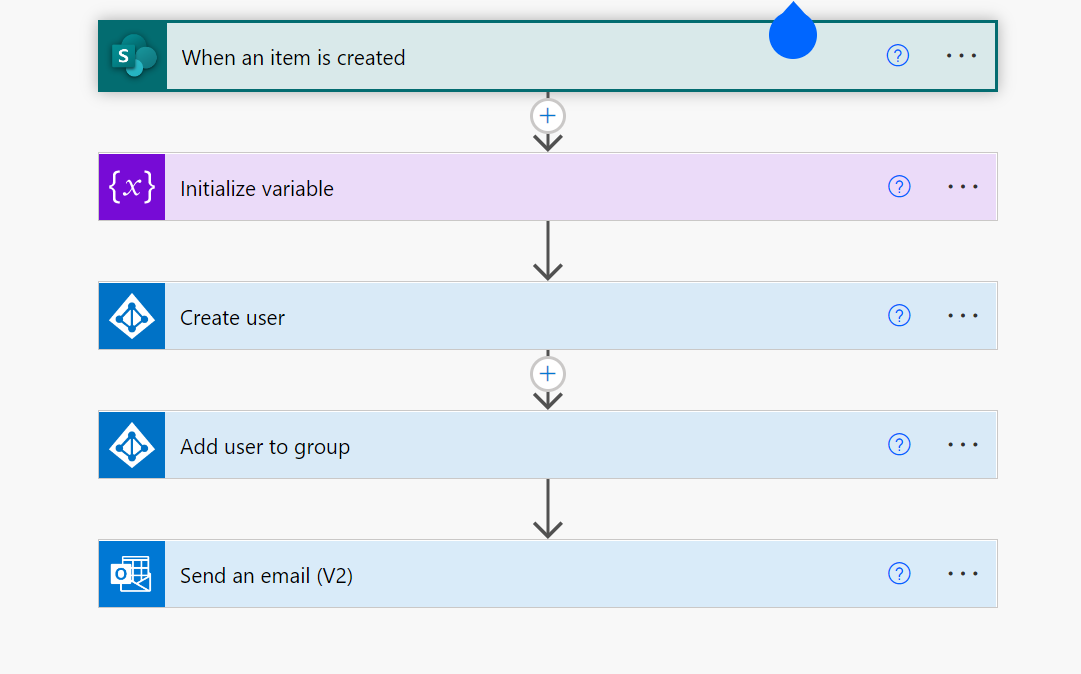 S When an item is created ? ...
{x} Initialize variable ? ...
Create user ? ...
Add user to group ? ...
O Send an email (V2) ? ...